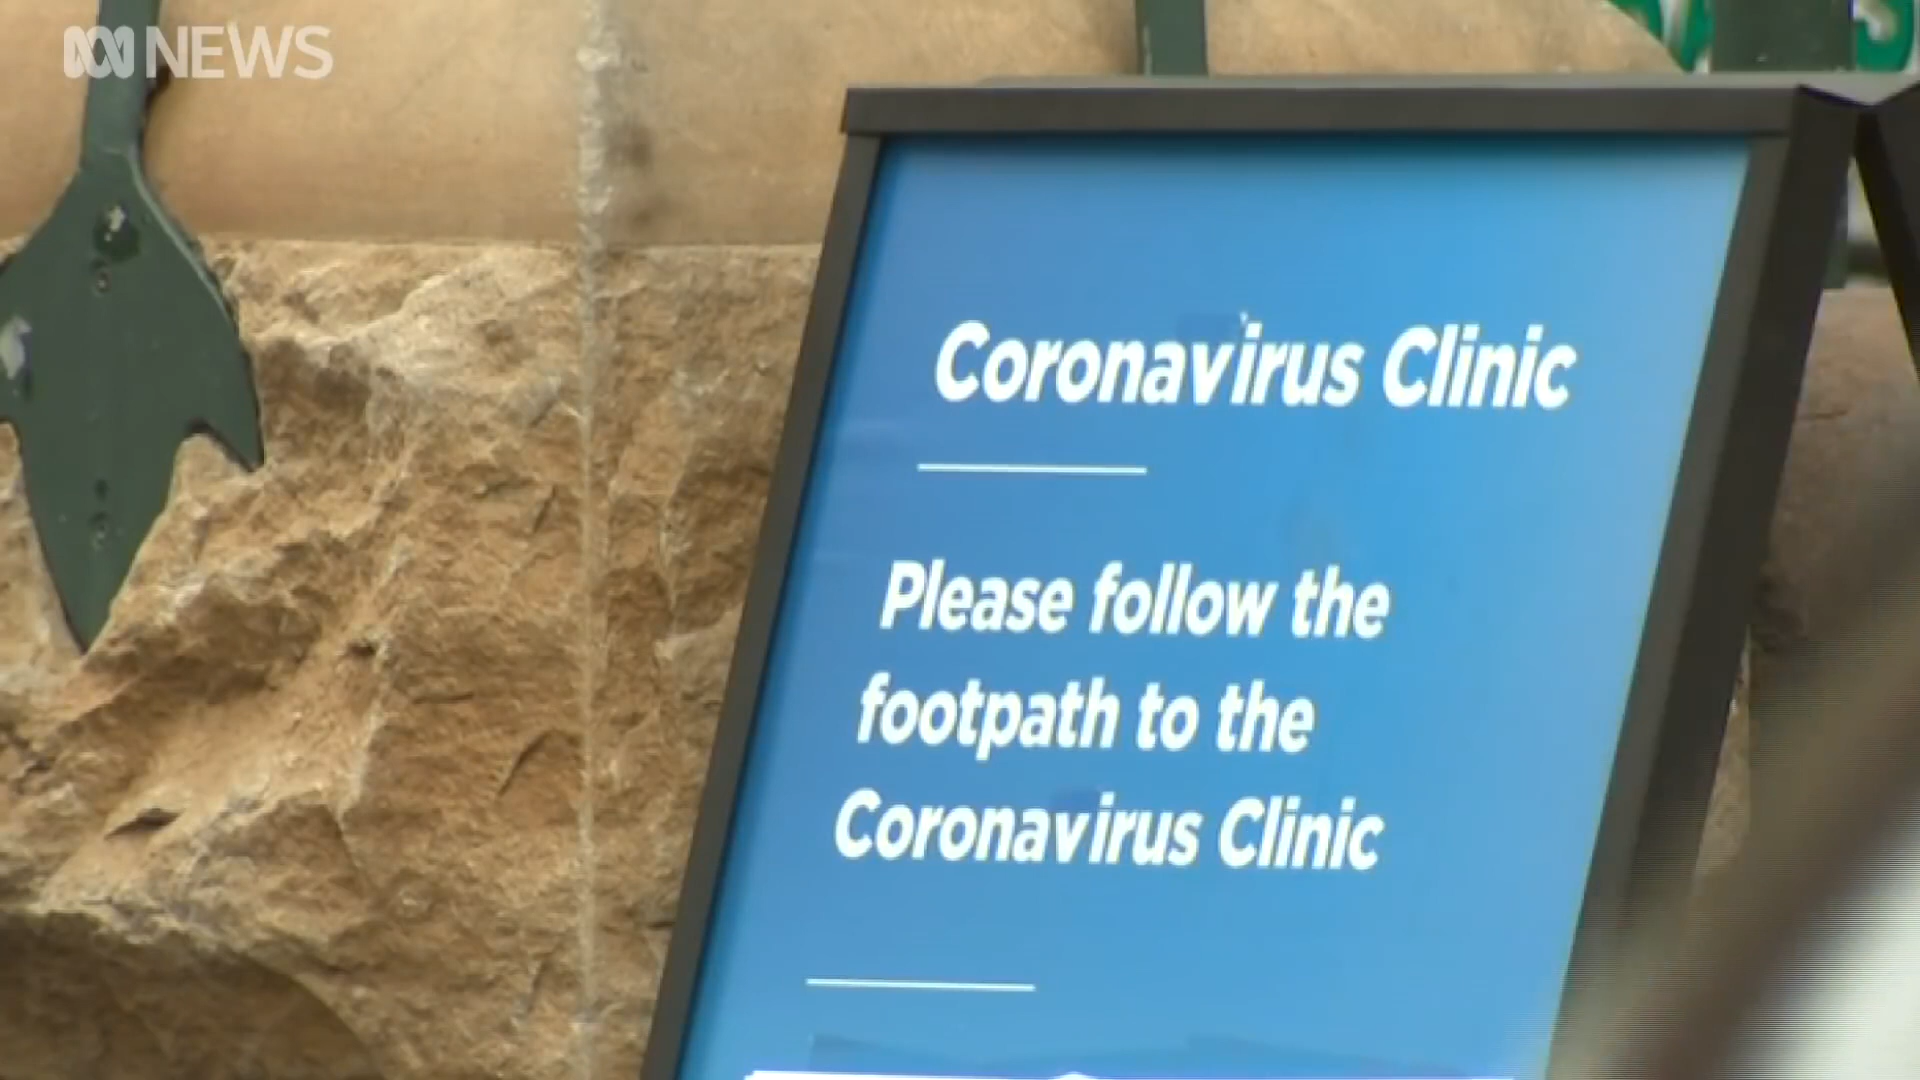 NEWS
Coronavirus Clinic
Please follow the
footpath to the
Coronavirus Clinic